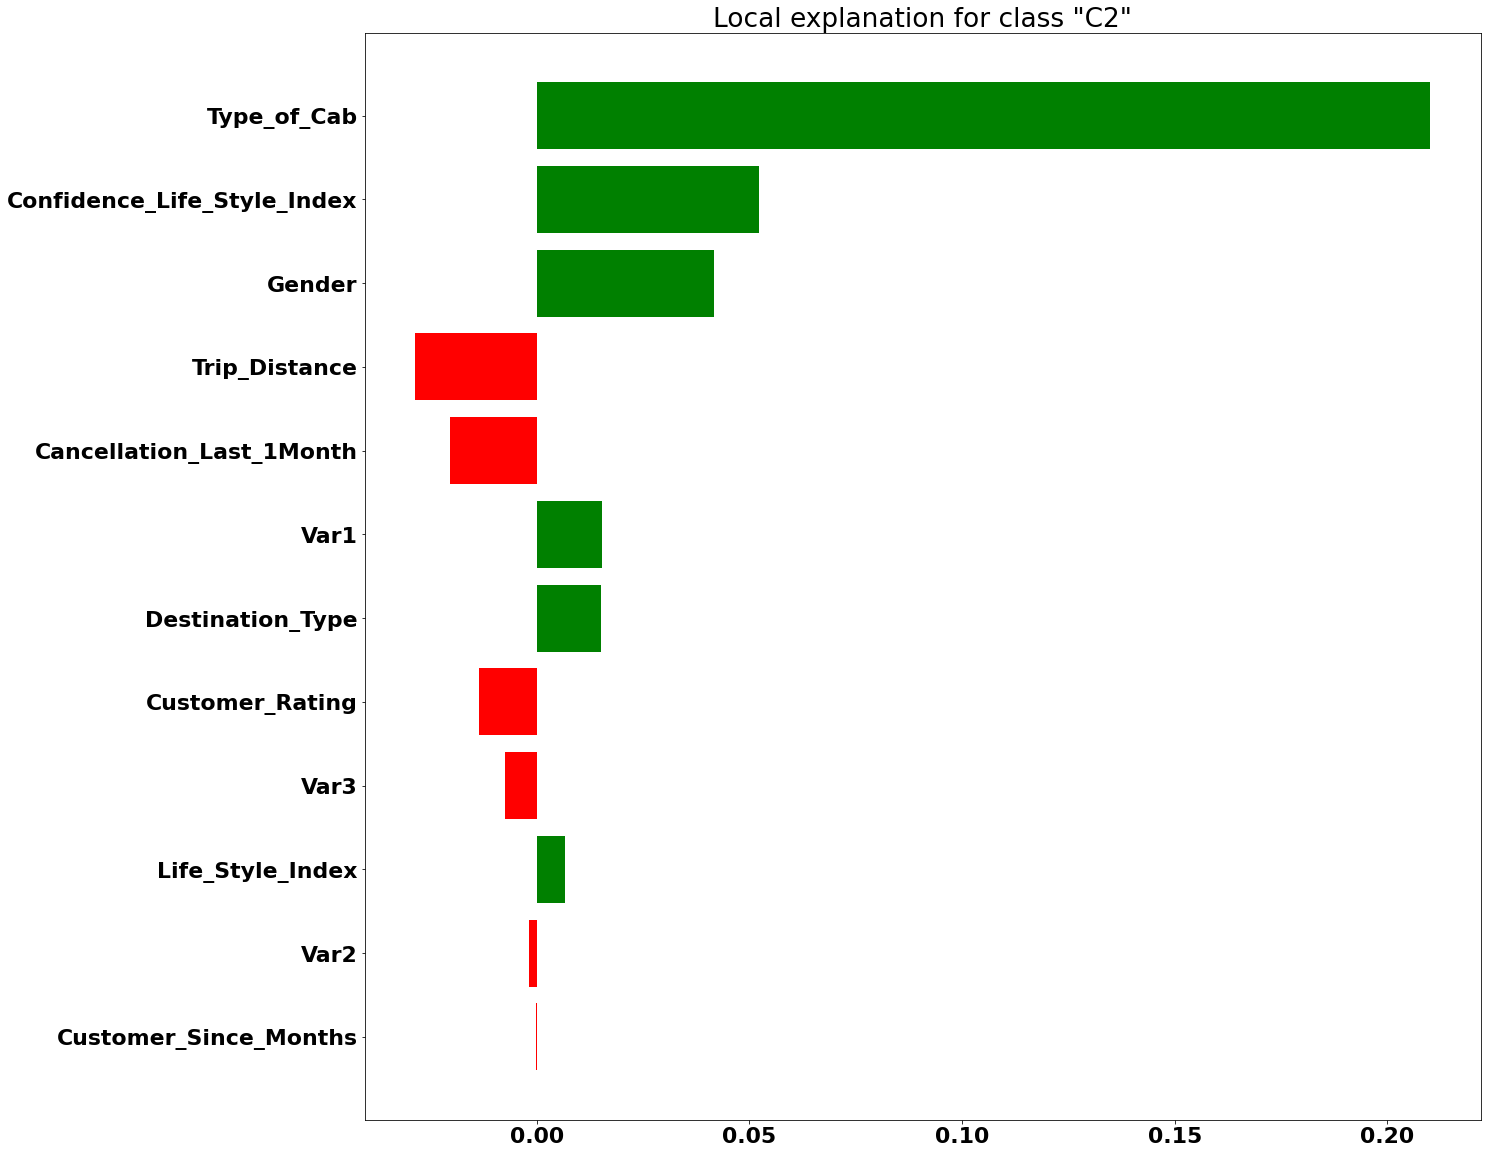 Local explanation for class "C2"
Type_of_Cab
Confidence_Life_Style_Index
Gender
Trip_Distance
Cancellation_Last_1Month
Var1
Destination_Type
Customer_Rating
Var3
Life_Style_Index
Var2
Customer_Since_Months
0.00 0.05 0.10 0.15 0.20